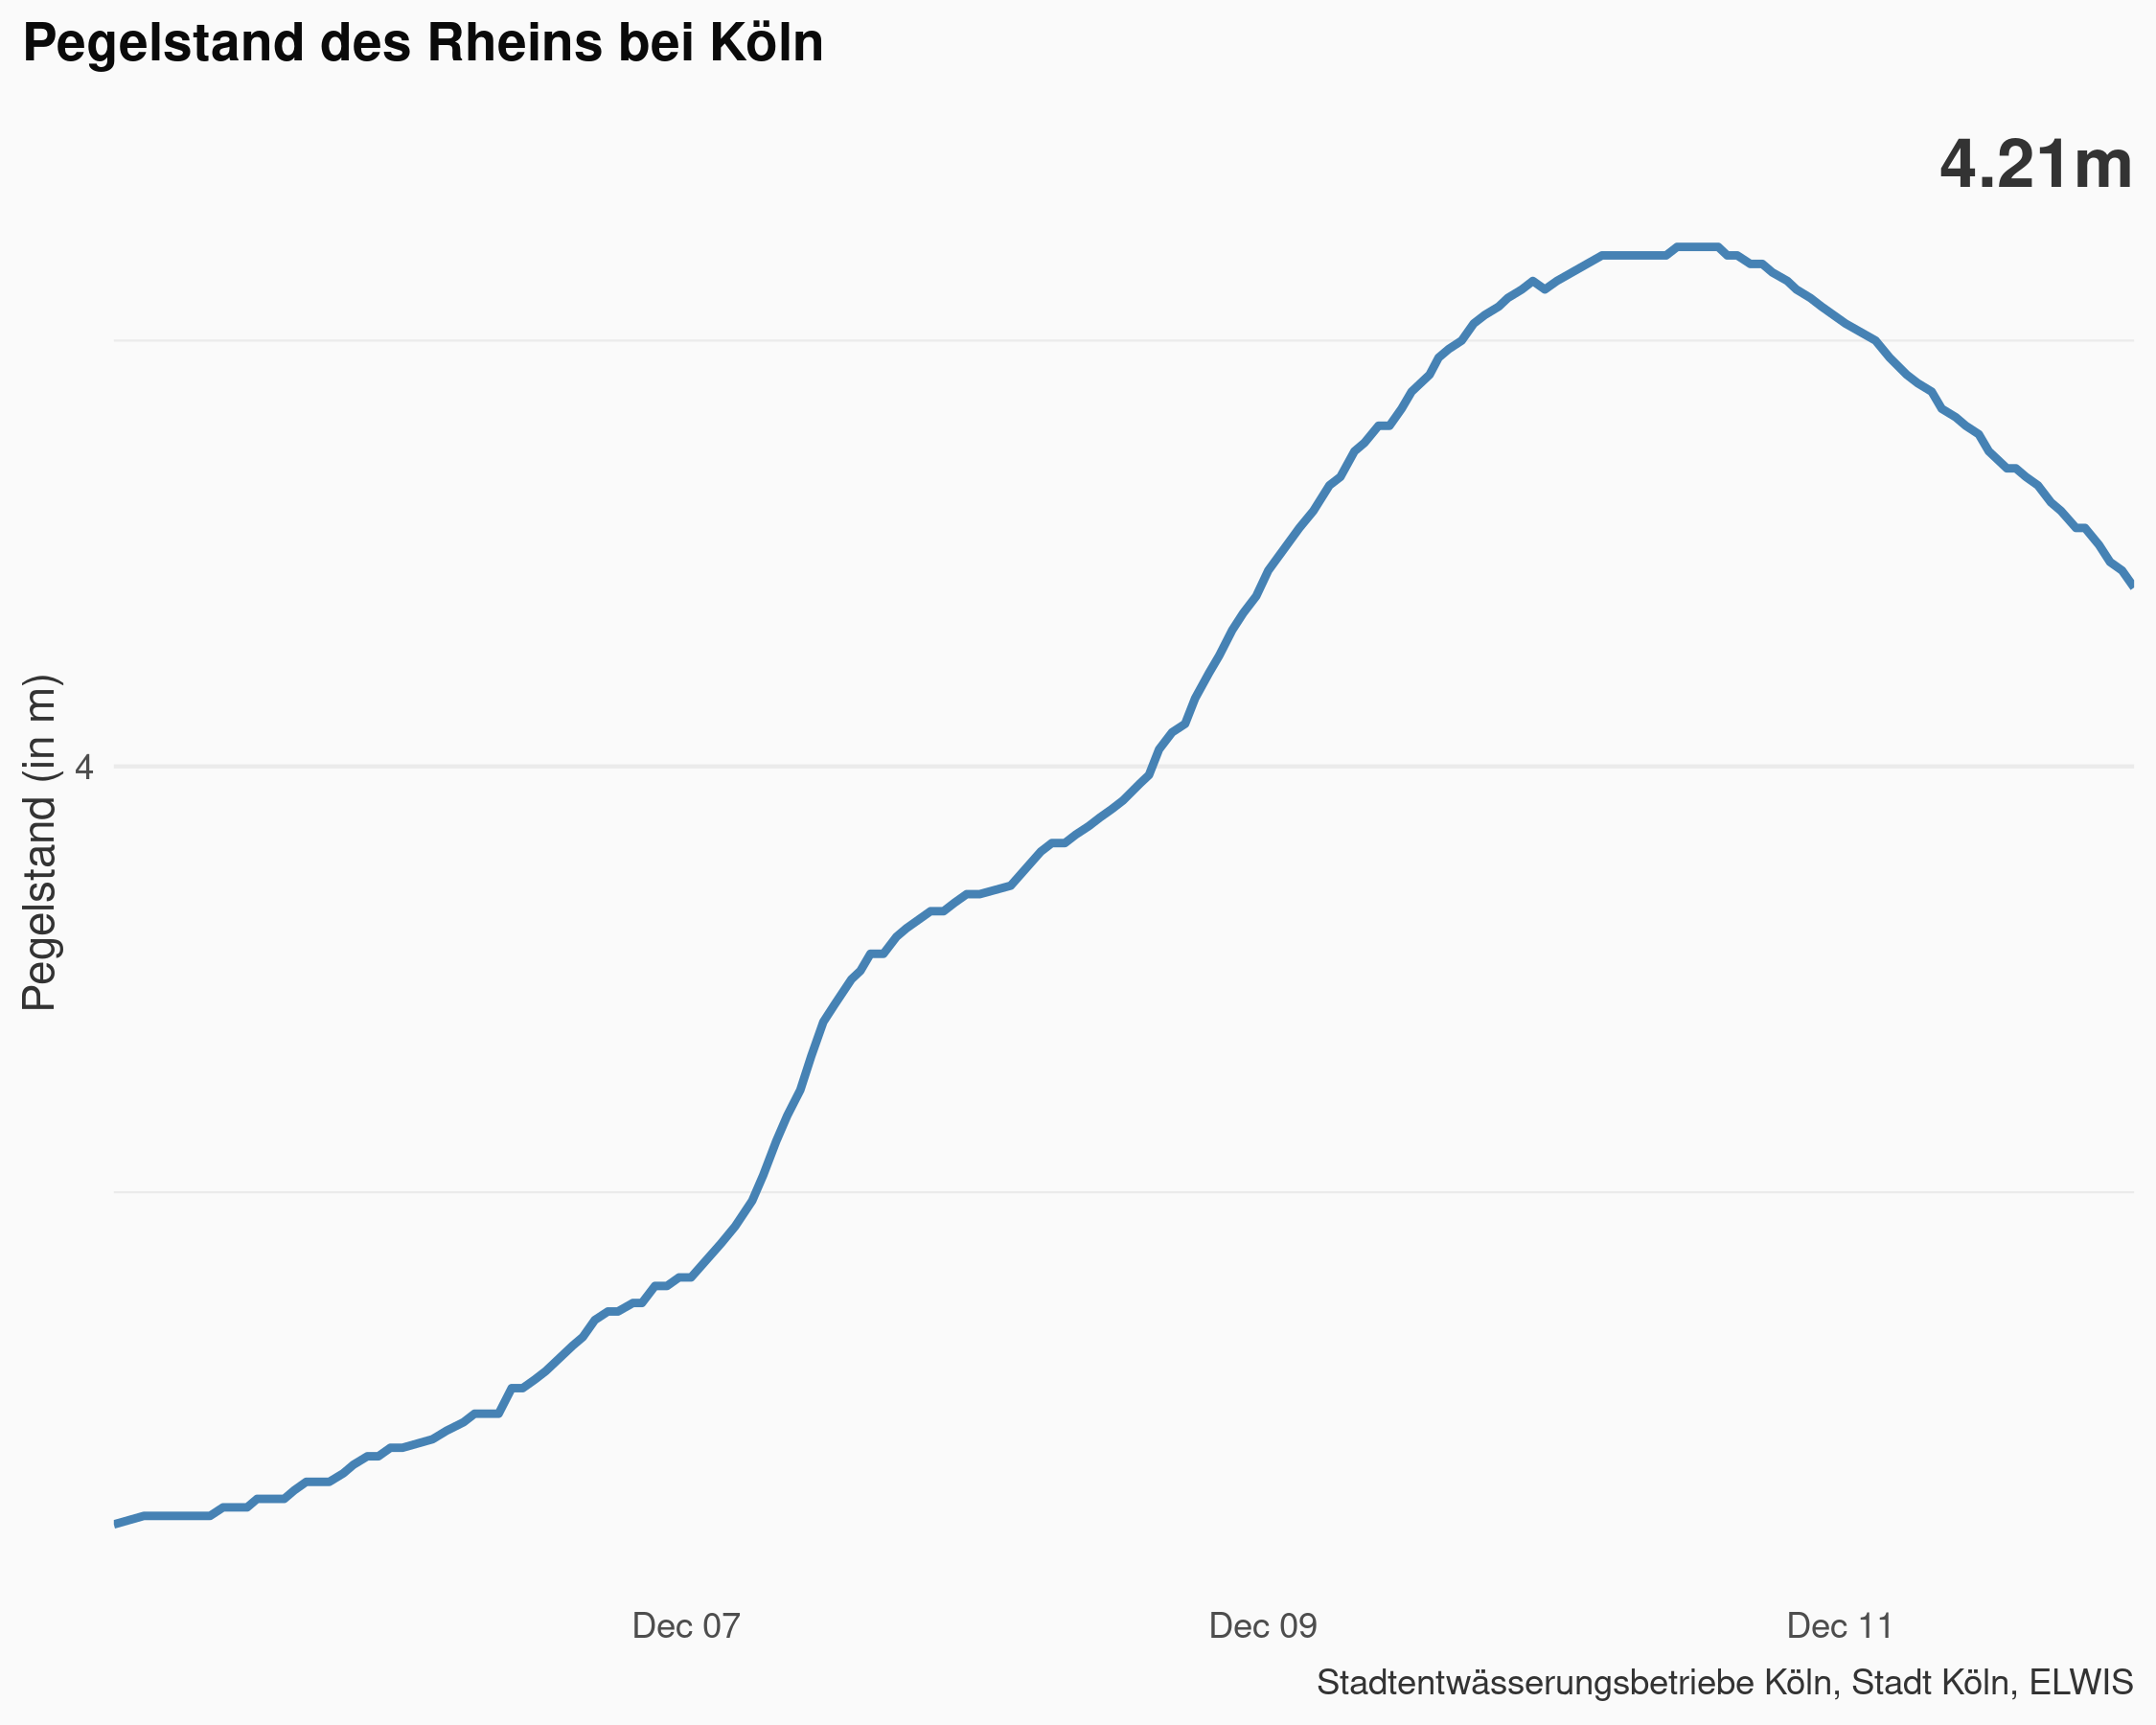 Pegelstand des Rheins bei Köln
4.21m
Pegelstand (in m)
4
Dec 07
Dec 09
Dec 11
Stadtentwässerungsbetriebe Köln, Stadt Köln, ELWIS